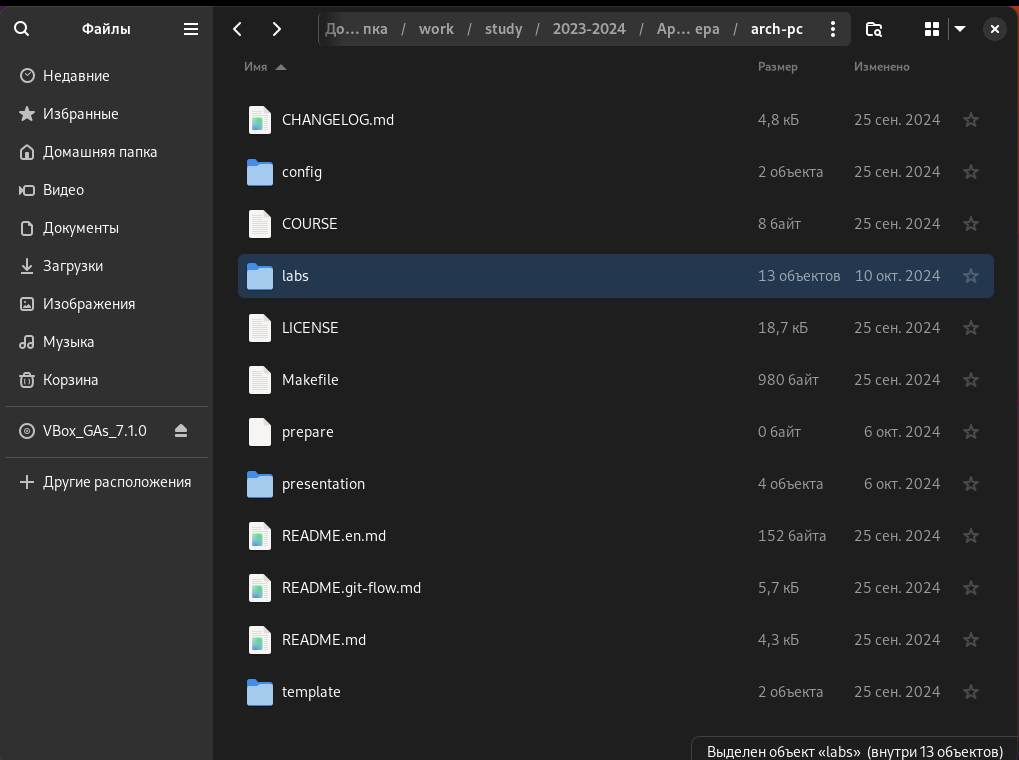 Файлы
До… пка / work / study / 2023-2024 / Ар… ера / arch-pc
Недавние
Избранные
Домашняя папка
Видео
Документы
Загрузки
Изображения
Музыка
Корзина
VBox_GAs_7.1.0
Другие расположения
Имя Размер Изменено
CHANGELOG.md 4,8 кБ 25 сен. 2024
config 2 объекта 25 сен. 2024
COURSE 8 байт 25 сен. 2024
labs 13 объектов 10 окт. 2024
LICENSE 18,7 кБ 25 сен. 2024
Makefile 980 байт 25 сен. 2024
prepare 0 байт 6 окт. 2024
presentation 4 объекта 6 окт. 2024
README.en.md 152 байта 25 сен. 2024
README.git-flow.md 5,7 кБ 25 сен. 2024
README.md 4,3 кБ 25 сен. 2024
template 2 объекта 25 сен. 2024
Выделен объект «labs» (внутри 13 объектов)